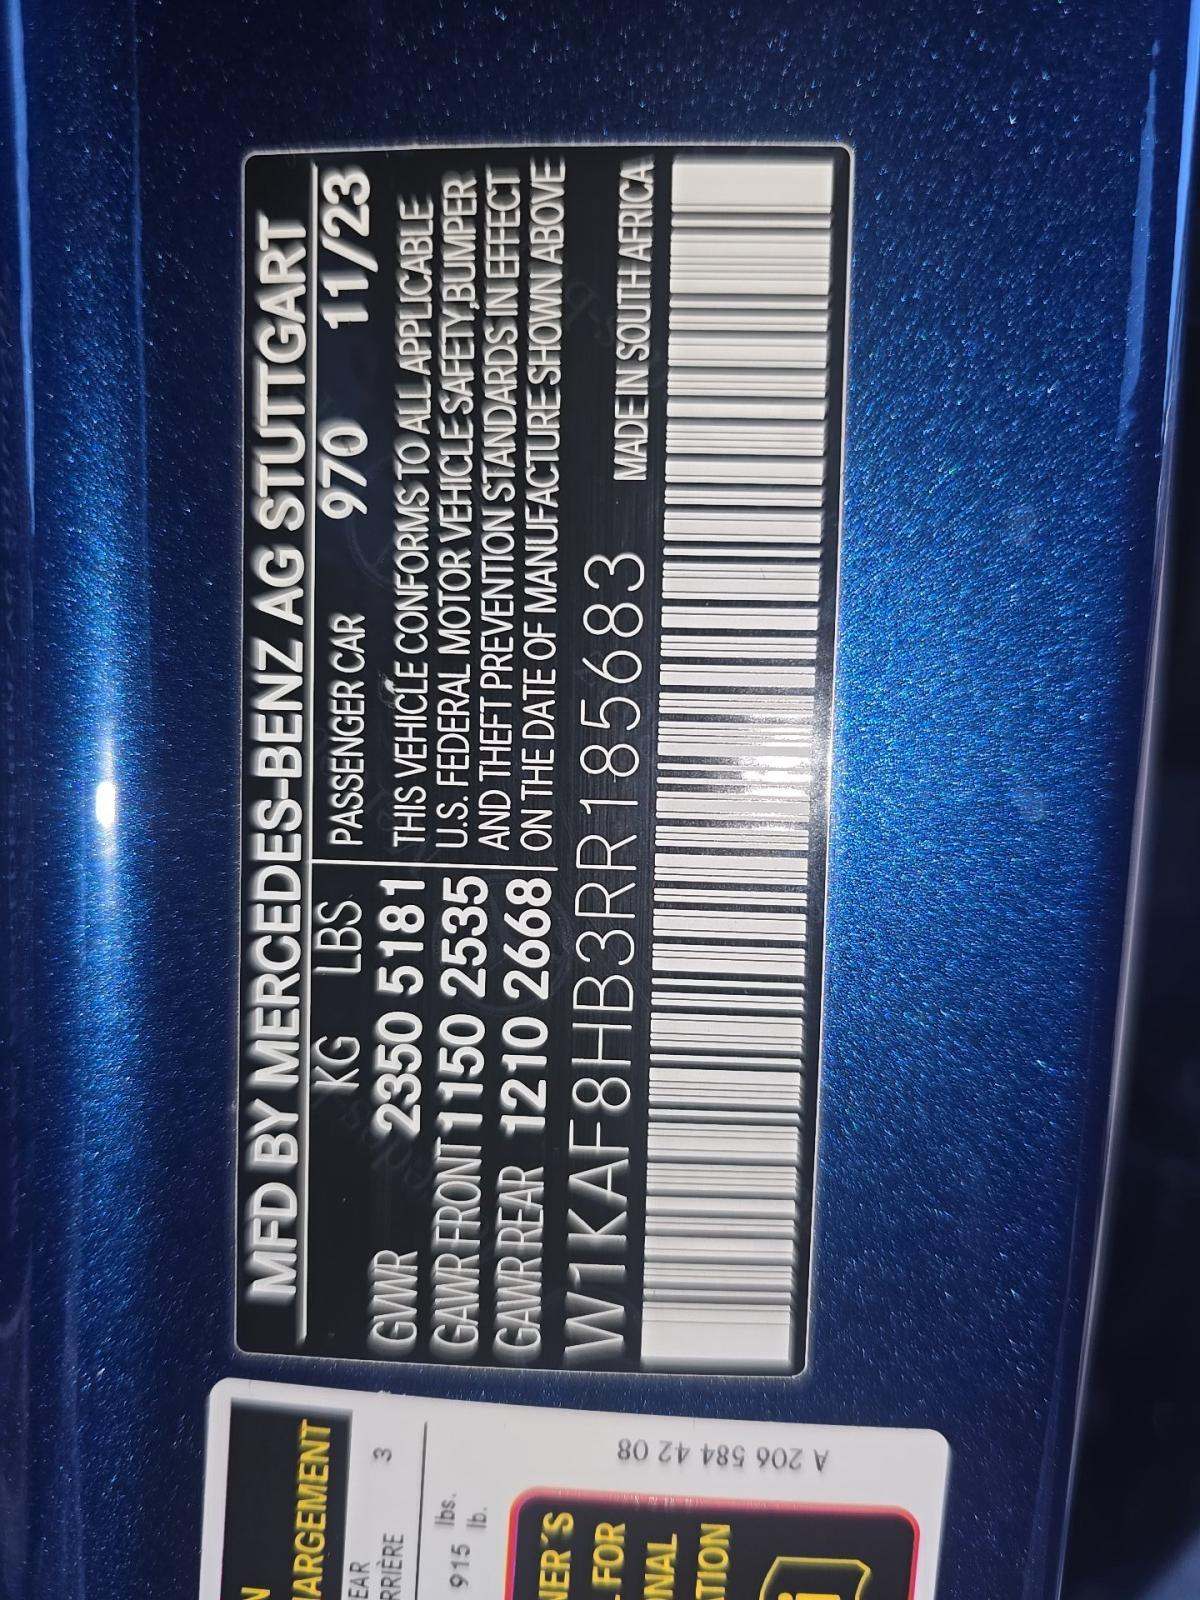 MFD BY MERCEDES-BENZ AG STUTTGART
KG LBS
PASSENGER CAR 970 11/23
GVWR 2350 5181
GAWR FRONT 1150 2535
GAWR REAR 1210 2668
THIS VEHICLE CONFORMS TO ALL APPLICABLE
U.S. FEDERAL MOTOR VEHICLE SAFETY,BUMPER
AND THEFT PREVENTION STANDARDS IN EFFECT
ON THE DATE OF MANUFACTURE SHOWN ABOVE
W1KAF8HB3RR185683
MADE IN SOUTH AFRICA
N
HARGEMENT
EAR
RRIÈRE 3
915 lbs.
lb.
A 206 584 42 08
NER'S
FOR
ONAL
ATION